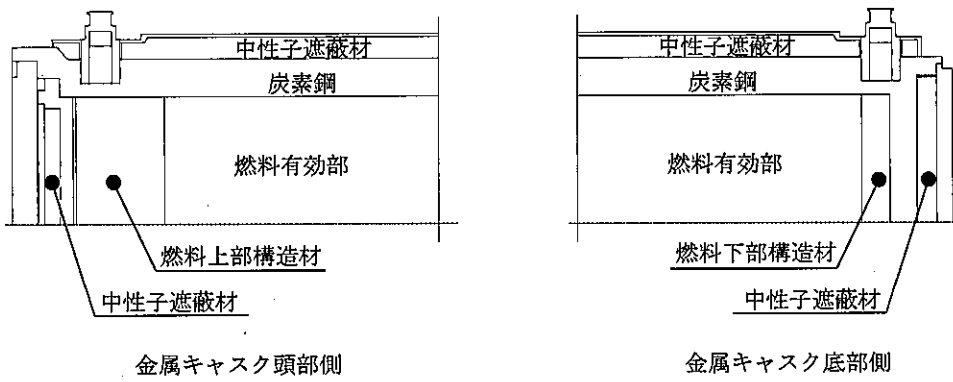 中性子遮蔽材
炭素鋼
燃料有効部
燃料上部構造材
中性子遮蔽材
金属キャスク頭部側
中性子遮蔽材
炭素鋼
燃料有効部
燃料下部構造材
中性子遮蔽材
金属キャスク底部側